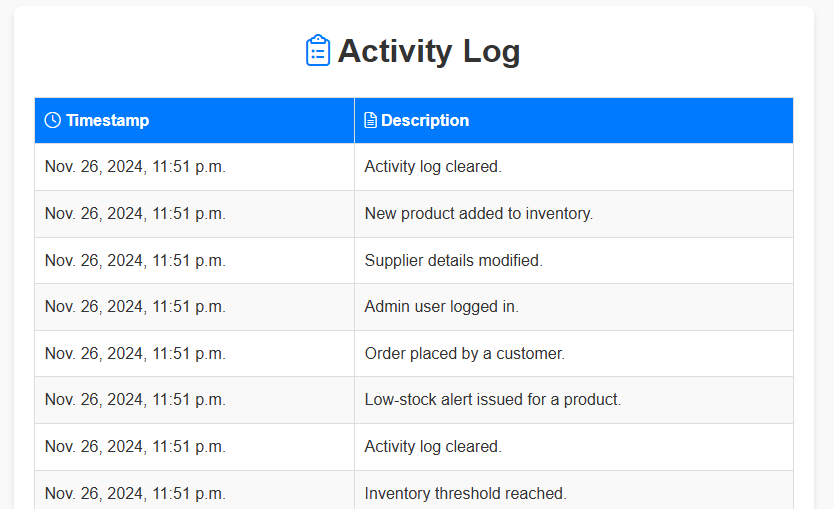 Activity Log
Timestamp Description
Nov. 26, 2024, 11:51 p.m. Activity log cleared.
Nov. 26, 2024, 11:51 p.m. New product added to inventory.
Nov. 26, 2024, 11:51 p.m. Supplier details modified.
Nov. 26, 2024, 11:51 p.m. Admin user logged in.
Nov. 26, 2024, 11:51 p.m. Order placed by a customer.
Nov. 26, 2024, 11:51 p.m. Low-stock alert issued for a product.
Nov. 26, 2024, 11:51 p.m. Activity log cleared.
Nov. 26, 2024, 11:51 p.m. Inventory threshold reached.